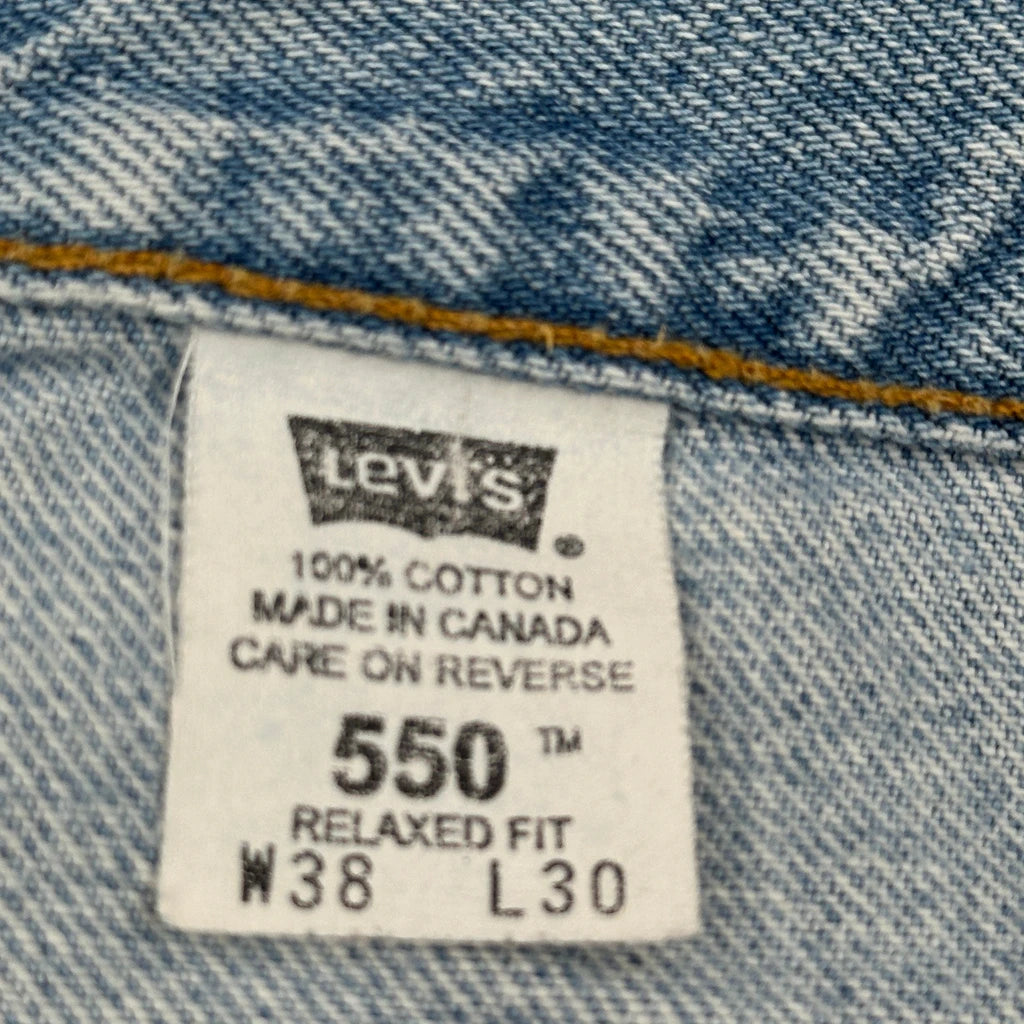 Levi's ®
100% COTTON
MADE IN CANADA
CARE ON REVERSE
550 ™
RELAXED FIT
W38 L30